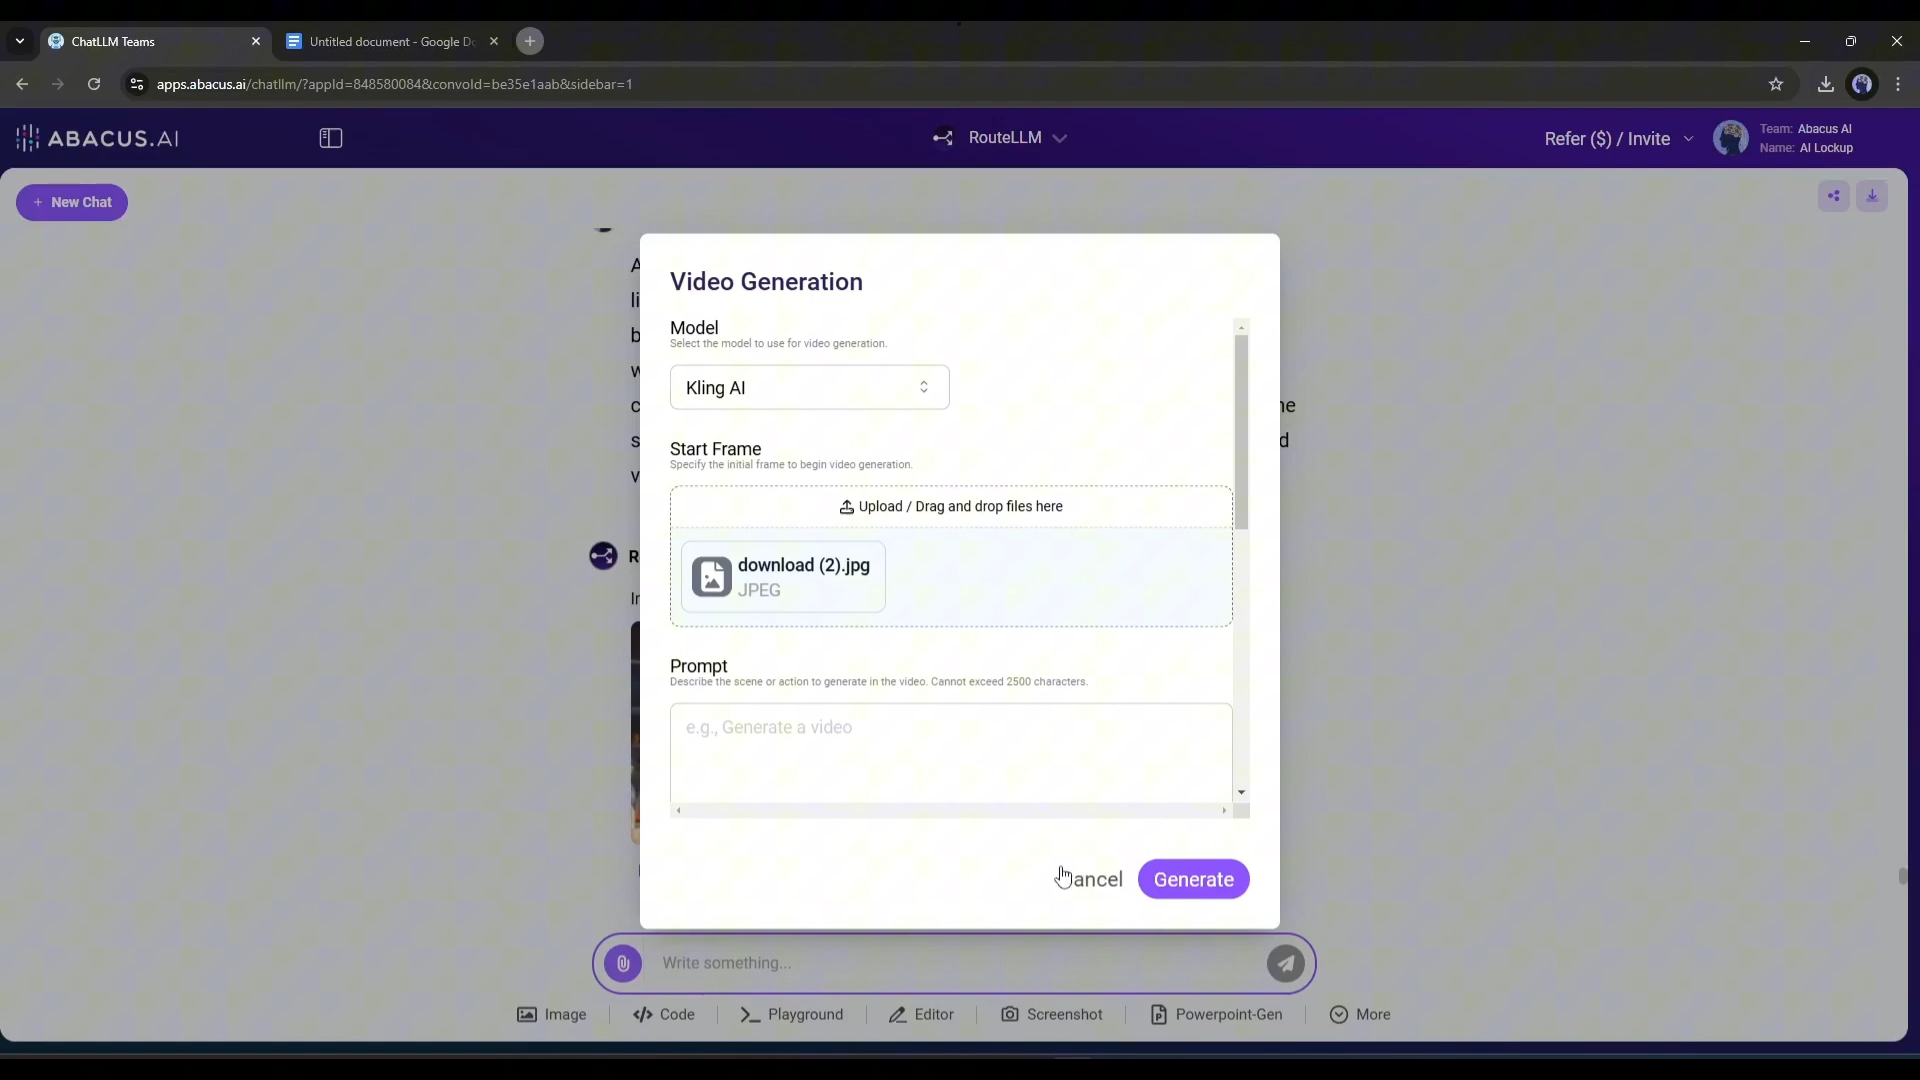 ChatLLM Teams
Untitled document - Google Do
apps.abacus.ai/chatllm/?appId=848580084&convoId=be35e1aab&sidebar=1
ABACUS.AI
RouteLLM
Refer ($) / Invite
Team: Abacus AI
Name: AI Lockup
+ New Chat
Video Generation
Model
Select the model to use for video generation.
Kling AI
Start Frame
Specify the initial frame to begin video generation.
Upload / Drag and drop files here
download (2).jpg
JPEG
Prompt
Describe the scene or action to generate in the video. Cannot exceed 2500 characters.
e.g., Generate a video
ancel
Generate
Write something...
Image
Code
Playground
Editor
Screenshot
Powerpoint-Gen
More